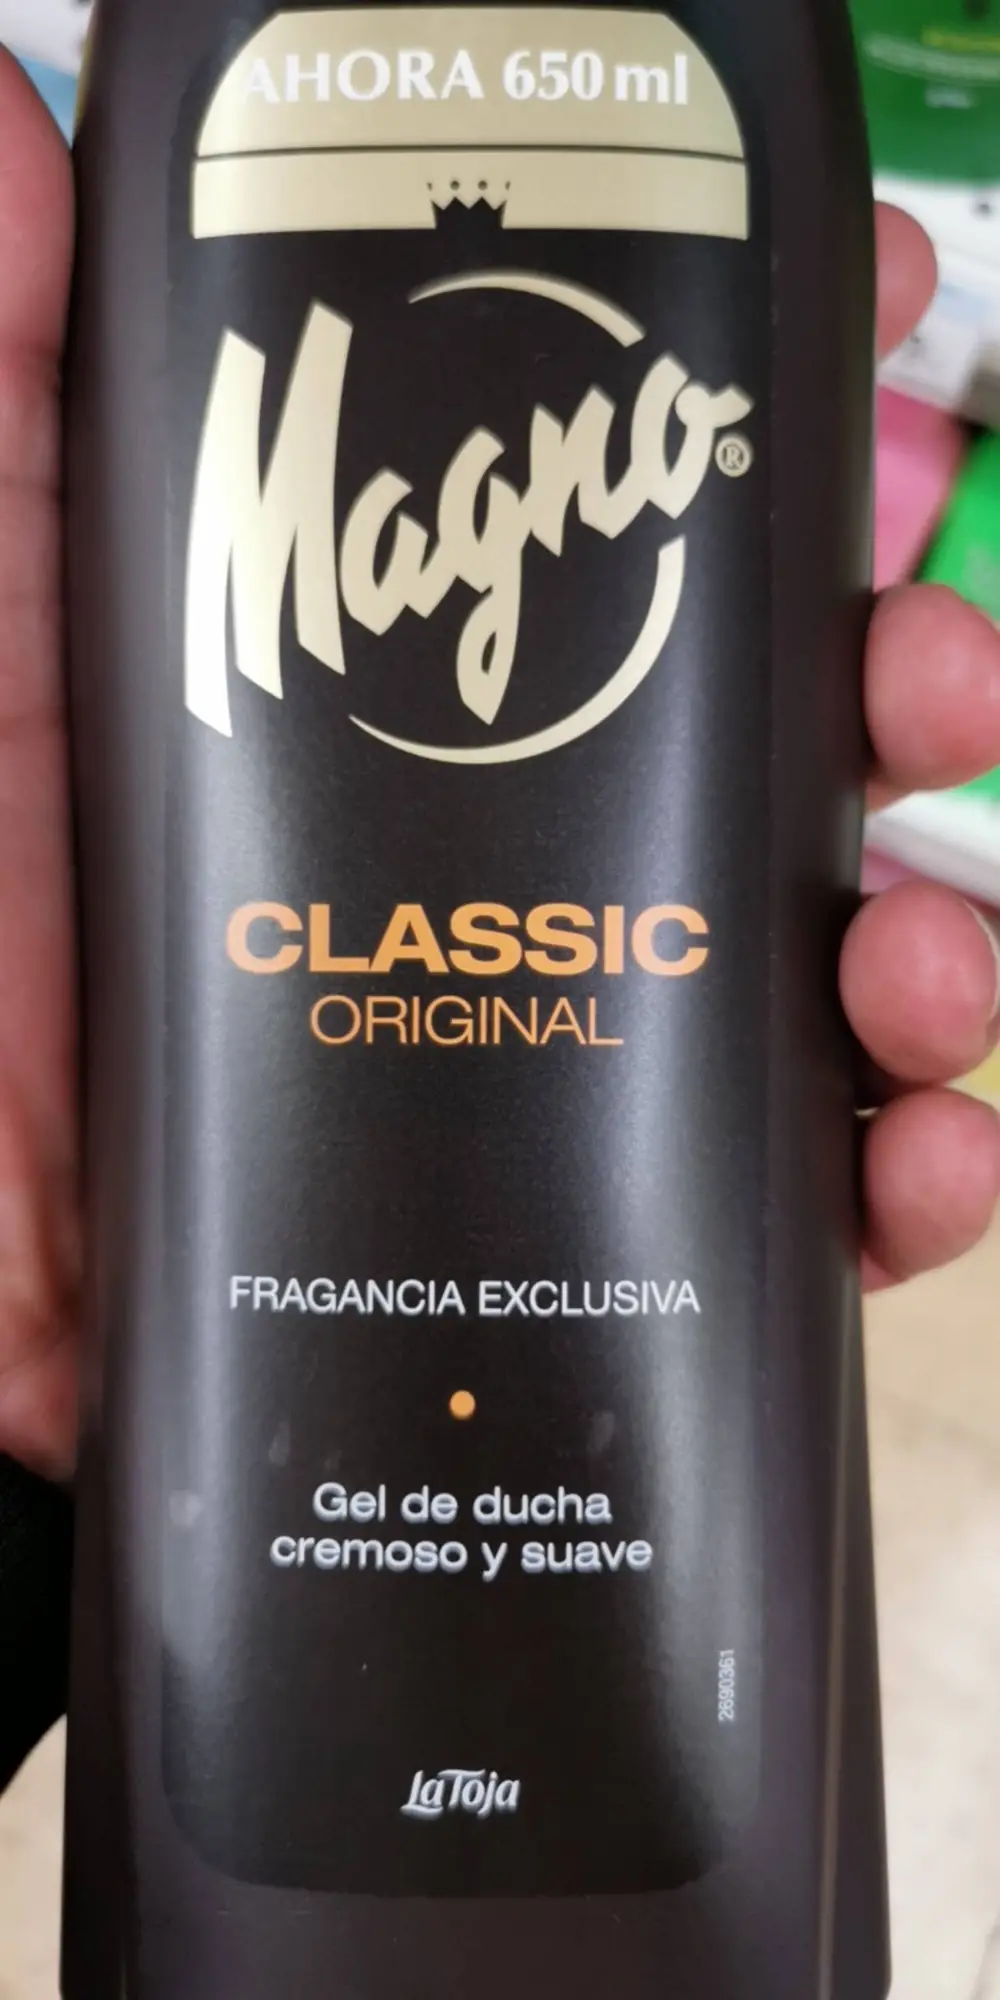 AHORA 650 ml
Magno®
CLASSIC
ORIGINAL
FRAGANCIA EXCLUSIVA
Gel de ducha
cremoso y suave
2690361
LaToja